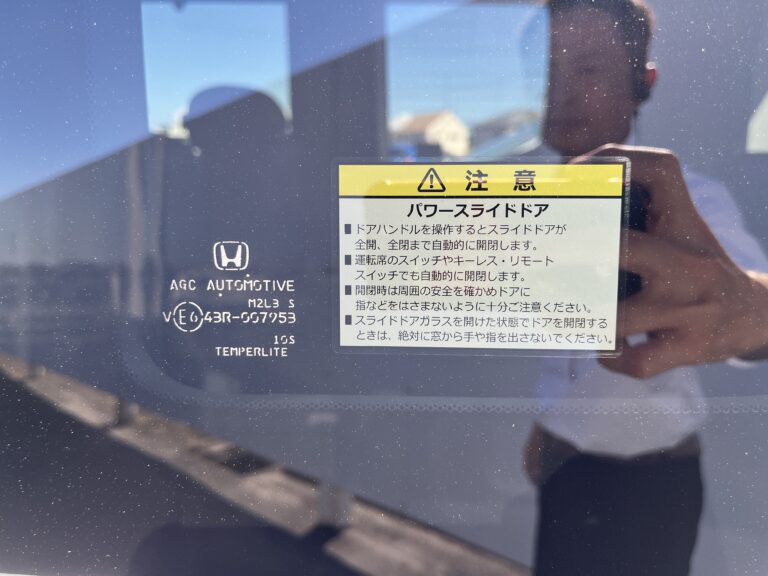 AGC AUTOMOTIVE
M2L3 S
E6 43R-007953
10S
TEMPERLITE
注 意
パワースライドドア
■ ドアハンドルを操作するとスライドドアが
全開、全閉まで自動的に開閉します。
■ 運転席のスイッチやキーレス・リモート
スイッチでも自動的に開閉します。
■ 開閉時は周囲の安全を確かめドアに
指などをはさまないように十分ご注意ください。
■ スライドドアガラスを開けた状態でドアを開閉する
ときは、絶対に窓から手や指を出さないでください。